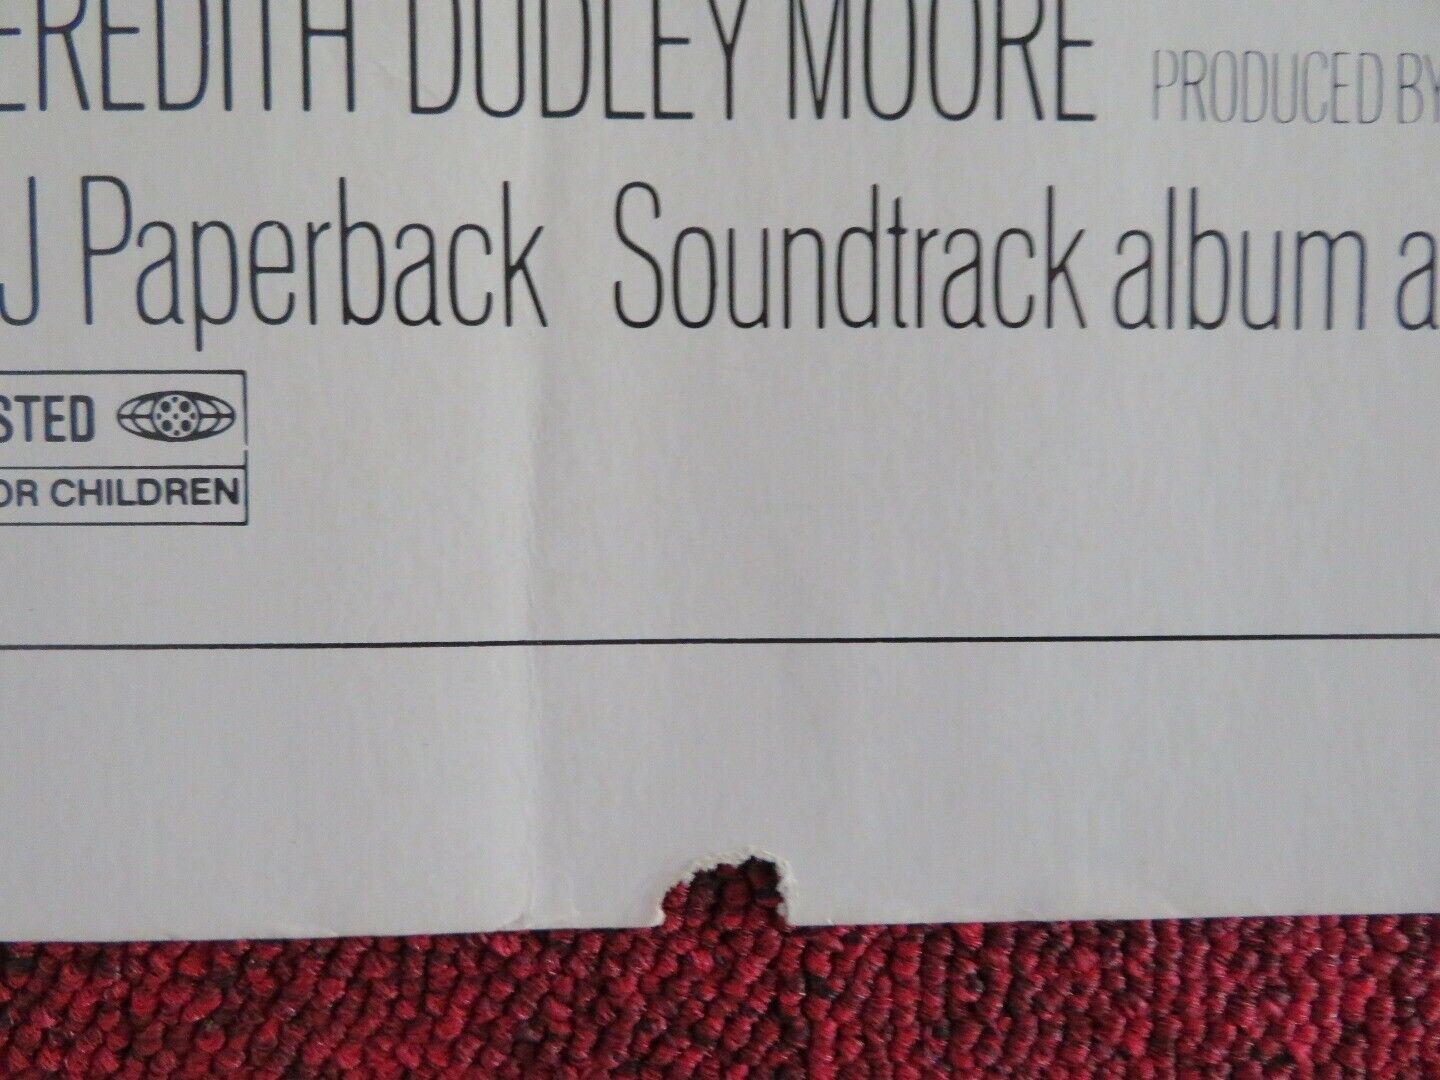 EREDITH DUDLEY MOORE PRODUCED BY
J Paperback Soundtrack album a
STED
OR CHILDREN